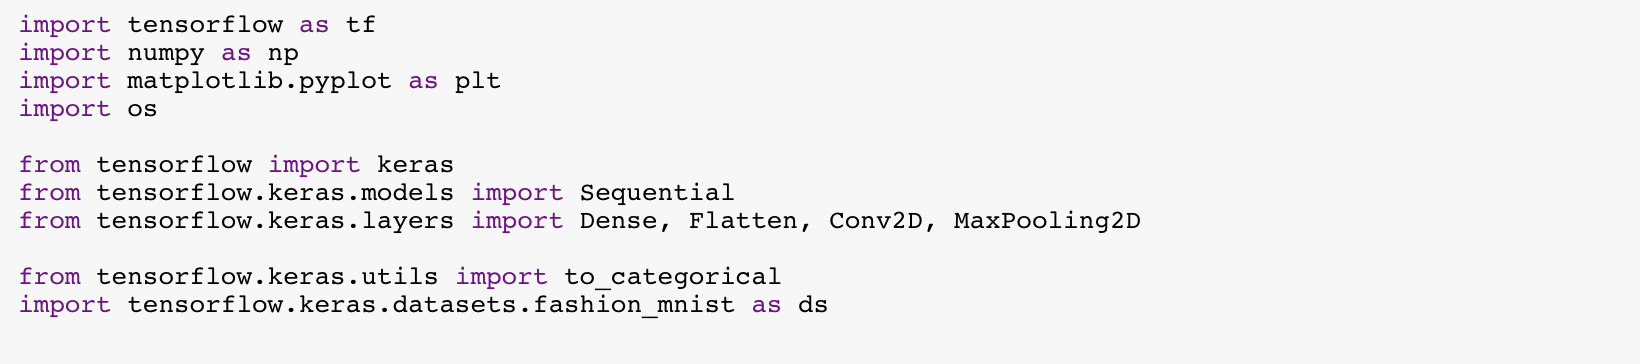 import tensorflow as tf
import numpy as np
import matplotlib.pyplot as plt
import os
from tensorflow import keras
from tensorflow.keras.models import Sequential
from tensorflow.keras.layers import Dense, Flatten, Conv2D, MaxPooling2D
from tensorflow.keras.utils import to_categorical
import tensorflow.keras.datasets.fashion_mnist as ds